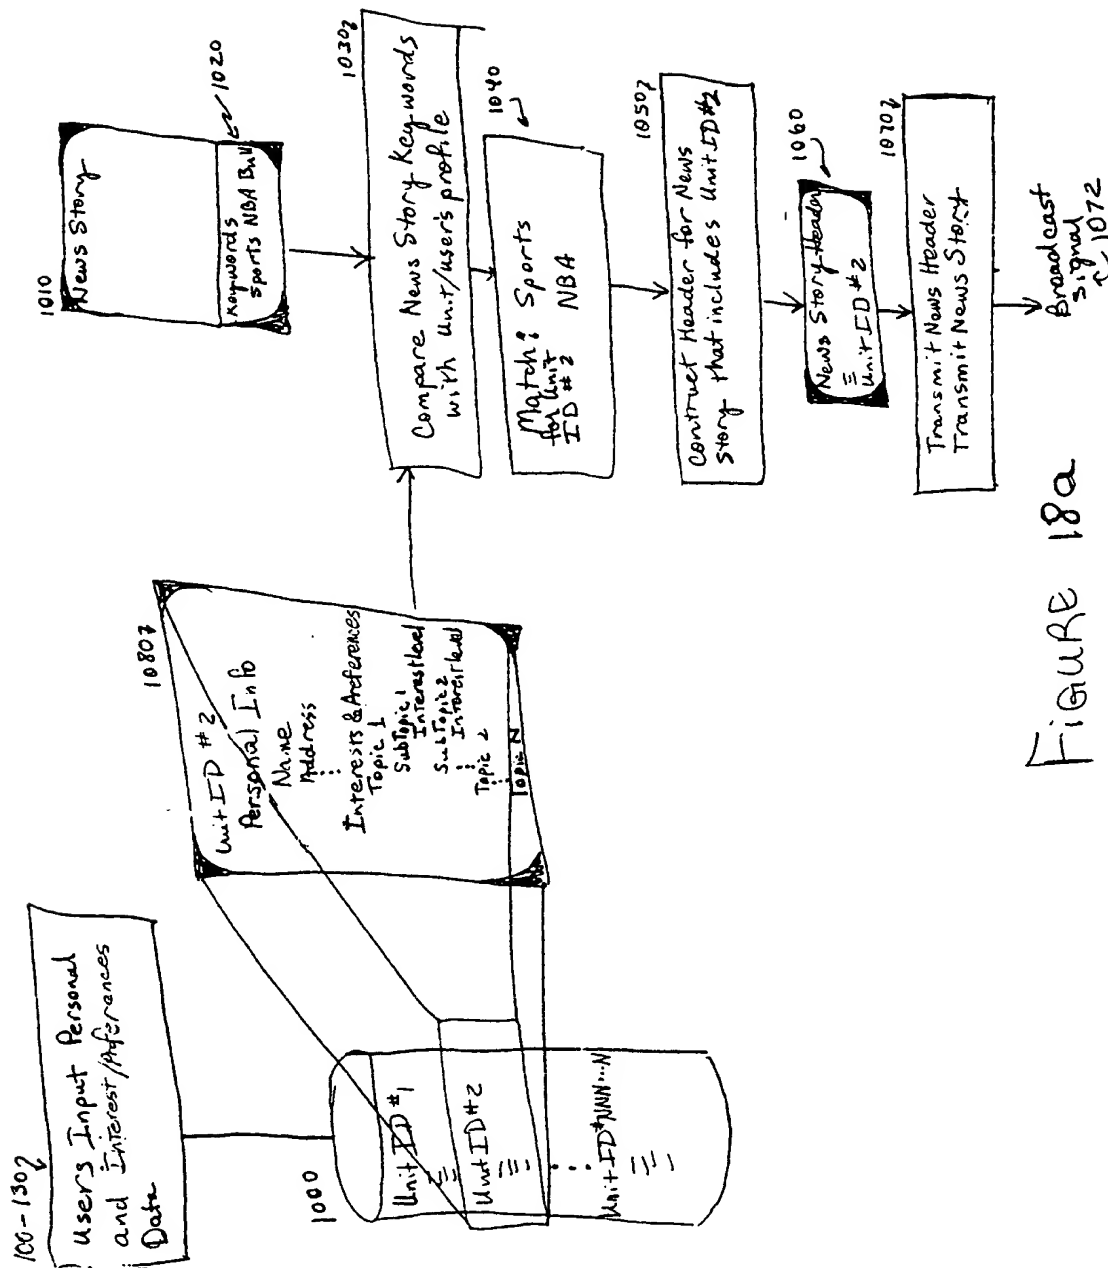 100-130
Users Input Personal
and Interest/Preferences
Data
1000
Unit ID #1
Unit ID #2
Unit ID #NNN...N
1080
Unit ID #2
Personal Info
Name
Address
Interests & Preferences
Topic 1
SubTopic 1
Interest level
SubTopic 2
Interest level
Topic 2
Topic N
1010
News Story
Keywords
Sports NBA Bull
1020
1030
Compare News Story Keywords
with Unit/user's profile
1040
Match: Sports
for Unit
ID #2
NBA
1050
Construct Header for News
Story that includes Unit ID #2
1060
News Story Header
Unit ID #2
1070
Transmit News Header
Transmit News Story
Broadcast
Signal
1072
FIGURE 18a